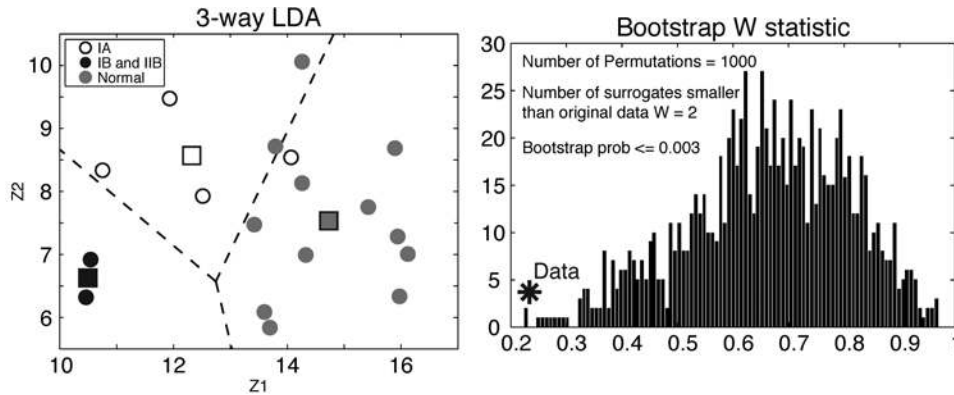 3-way LDA
IA
IB and IIB
Normal
10
9
8
7
6
Z2
10
12
14
16
Z1
Bootstrap W statistic
30
25
20
15
10
5
0
Number of Permutations = 1000
Number of surrogates smaller
than original data W = 2
Bootstrap prob <= 0.003
Data
0.2
0.3
0.4
0.5
0.6
0.7
0.8
0.9
1